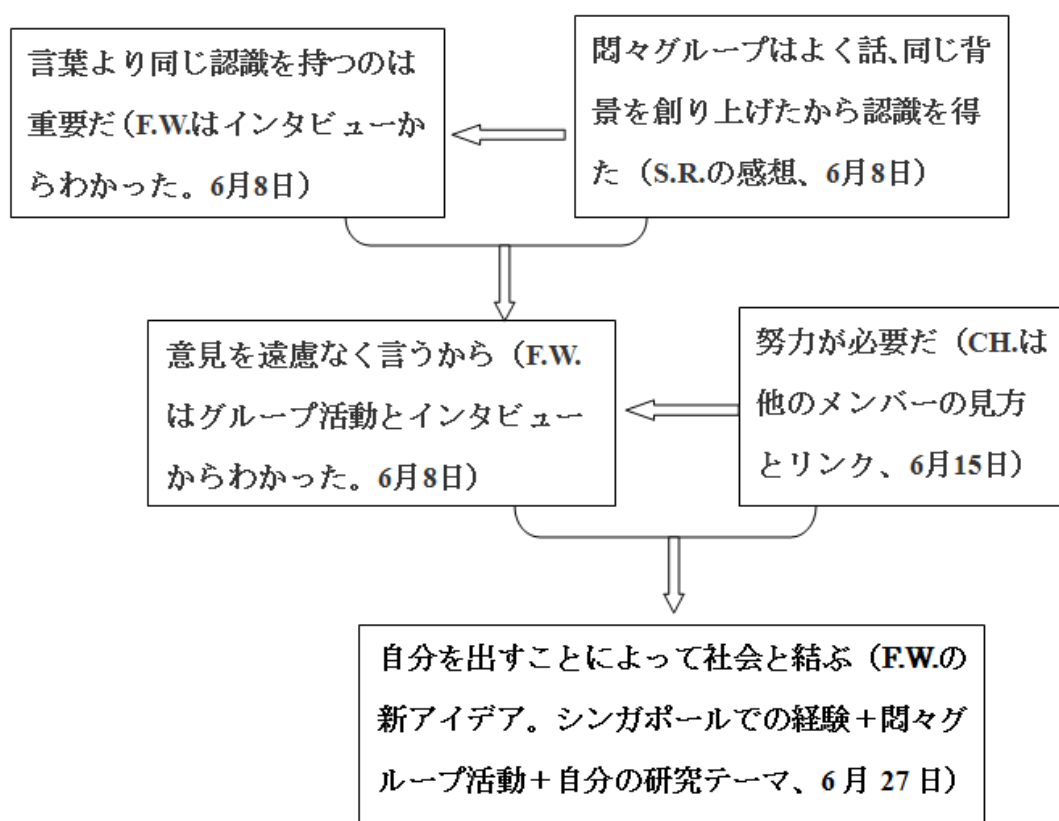 言葉より同じ認識を持つのは
重要だ（F.W.はインタビューか
らわかった。6月8日）
悶々グループはよく話、同じ背
景を創り上げたから認識を得
た（S.R.の感想、6月8日）
意見を遠慮なく言うから（F.W.
はグループ活動とインタビュー
からわかった。6月8日）
努力が必要だ（CH.は
他のメンバーの見方
とリンク、6月15日）
自分を出すことによって社会と結ぶ（F.W.の
新アイデア。シンガポールでの経験＋悶々グ
ループ活動＋自分の研究テーマ、6 月 27 日）